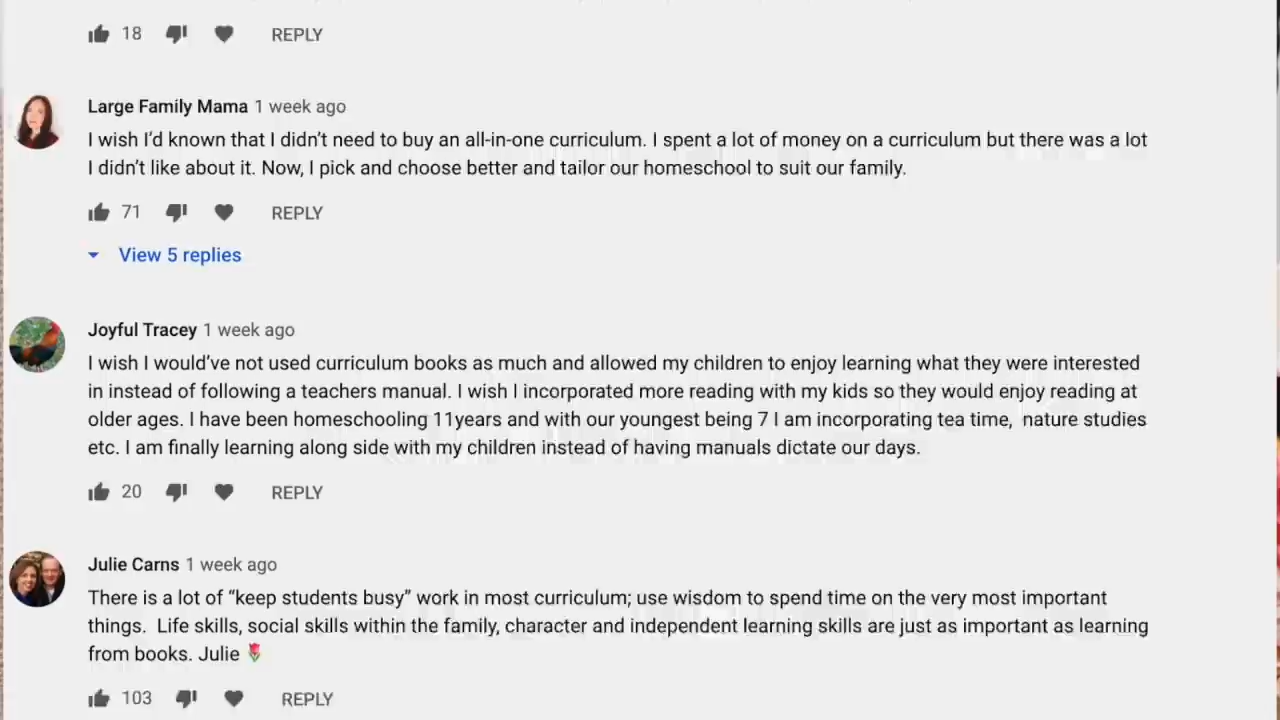 18 REPLY
Large Family Mama 1 week ago
I wish I’d known that I didn’t need to buy an all-in-one curriculum. I spent a lot of money on a curriculum but there was a lot
I didn’t like about it. Now, I pick and choose better and tailor our homeschool to suit our family.
71 REPLY
View 5 replies
Joyful Tracey 1 week ago
I wish I would’ve not used curriculum books as much and allowed my children to enjoy learning what they were interested
in instead of following a teachers manual. I wish I incorporated more reading with my kids so they would enjoy reading at
older ages. I have been homeschooling 11years and with our youngest being 7 I am incorporating tea time, nature studies
etc. I am finally learning along side with my children instead of having manuals dictate our days.
20 REPLY
Julie Carns 1 week ago
There is a lot of “keep students busy” work in most curriculum; use wisdom to spend time on the very most important
things. Life skills, social skills within the family, character and independent learning skills are just as important as learning
from books. Julie 🌷
103 REPLY